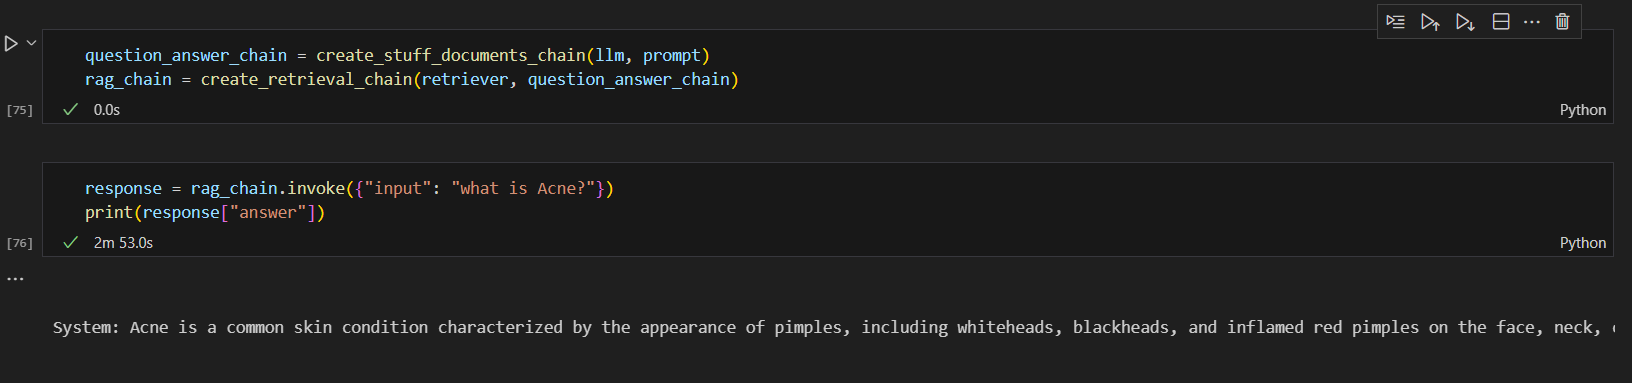 question_answer_chain = create_stuff_documents_chain(llm, prompt)
rag_chain = create_retrieval_chain(retriever, question_answer_chain)
[75]
0.0s
Python
response = rag_chain.invoke({"input": "what is Acne?"})
print(response["answer"])
[76]
2m 53.0s
Python
...
System: Acne is a common skin condition characterized by the appearance of pimples, including whiteheads, blackheads, and inflamed red pimples on the face, neck,